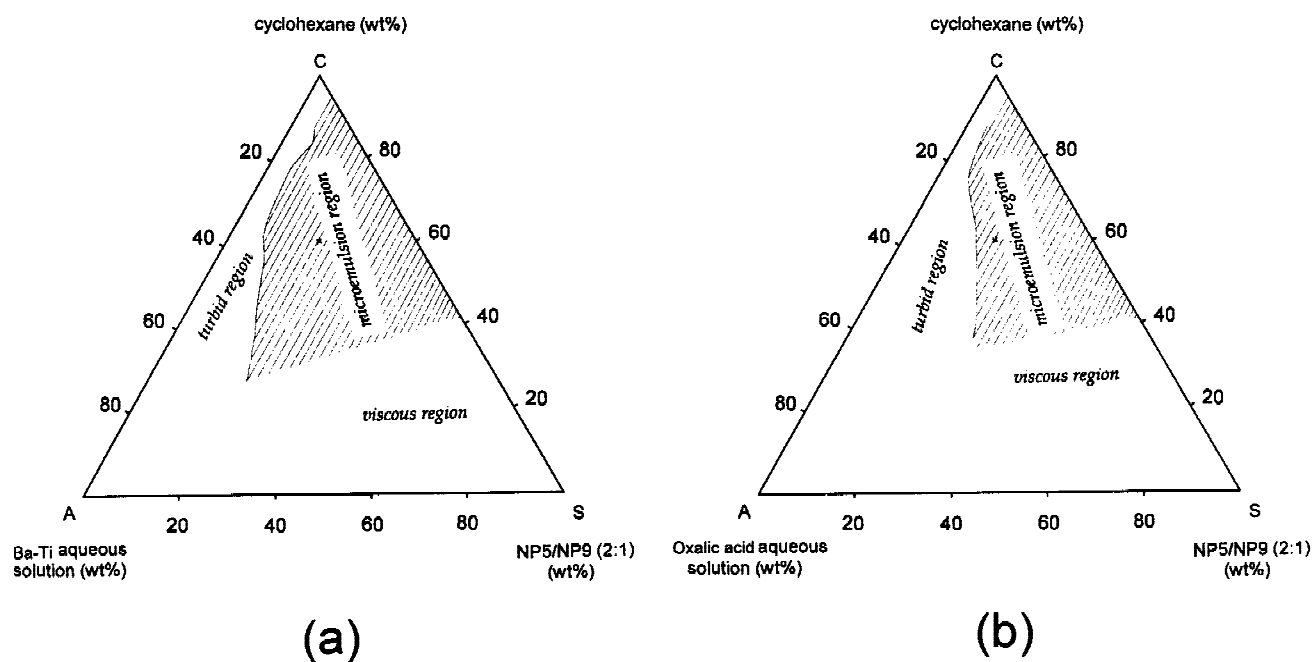 cyclohexane (wt%)
C
20
80
40
60
60
40
80
20
turbid region
microemulsion region
viscous region
A
20
40
60
80
S
Ba-Ti aqueous
solution (wt%)
NP5/NP9 (2:1)
(wt%)
(a)
cyclohexane (wt%)
C
20
80
40
60
60
40
80
20
turbid region
microemulsion region
viscous region
A
20
40
60
80
S
Oxalic acid aqueous
solution (wt%)
NP5/NP9 (2:1)
(wt%)
(b)